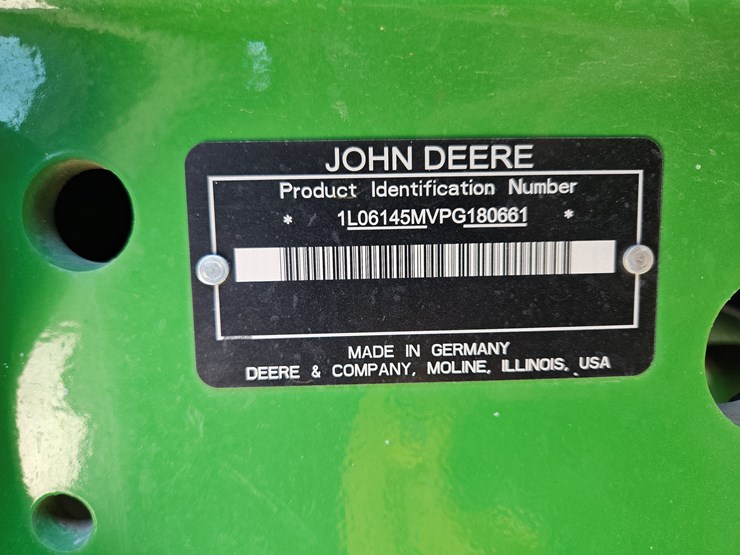 JOHN DEERE
Product Identification Number
* 1L06145MVPG180661 *
MADE IN GERMANY
DEERE & COMPANY, MOLINE, ILLINOIS, USA